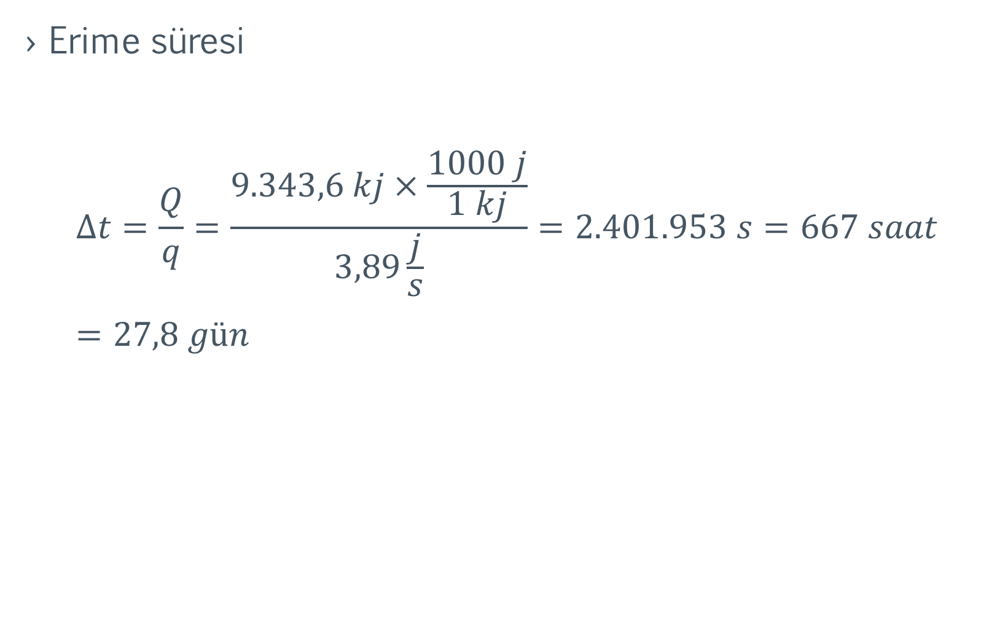 › Erime süresi
Δt = Q/q = (9.343,6 kj × 1000 j / 1 kj) / (3,89 j/s) = 2.401.953 s = 667 saat
= 27,8 gün